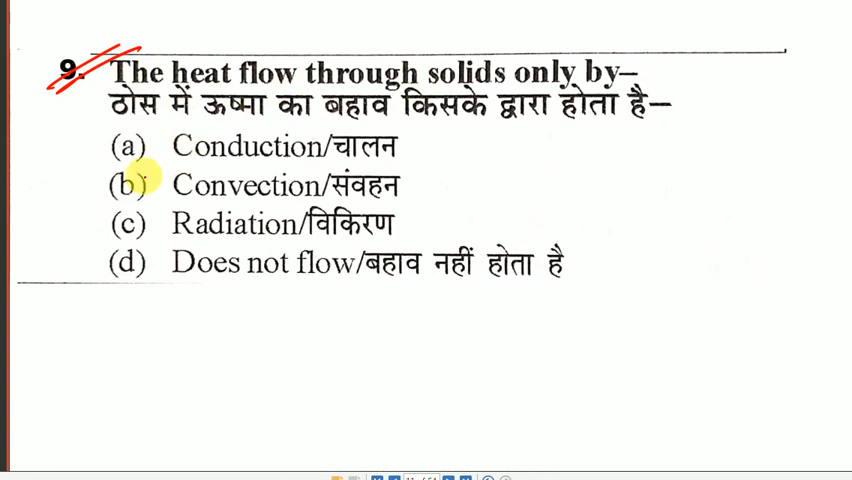 9. The heat flow through solids only by–
ठोस में ऊष्मा का बहाव किसके द्वारा होता है–
(a) Conduction/चालन
(b) Convection/संवहन
(c) Radiation/विकिरण
(d) Does not flow/बहाव नहीं होता है